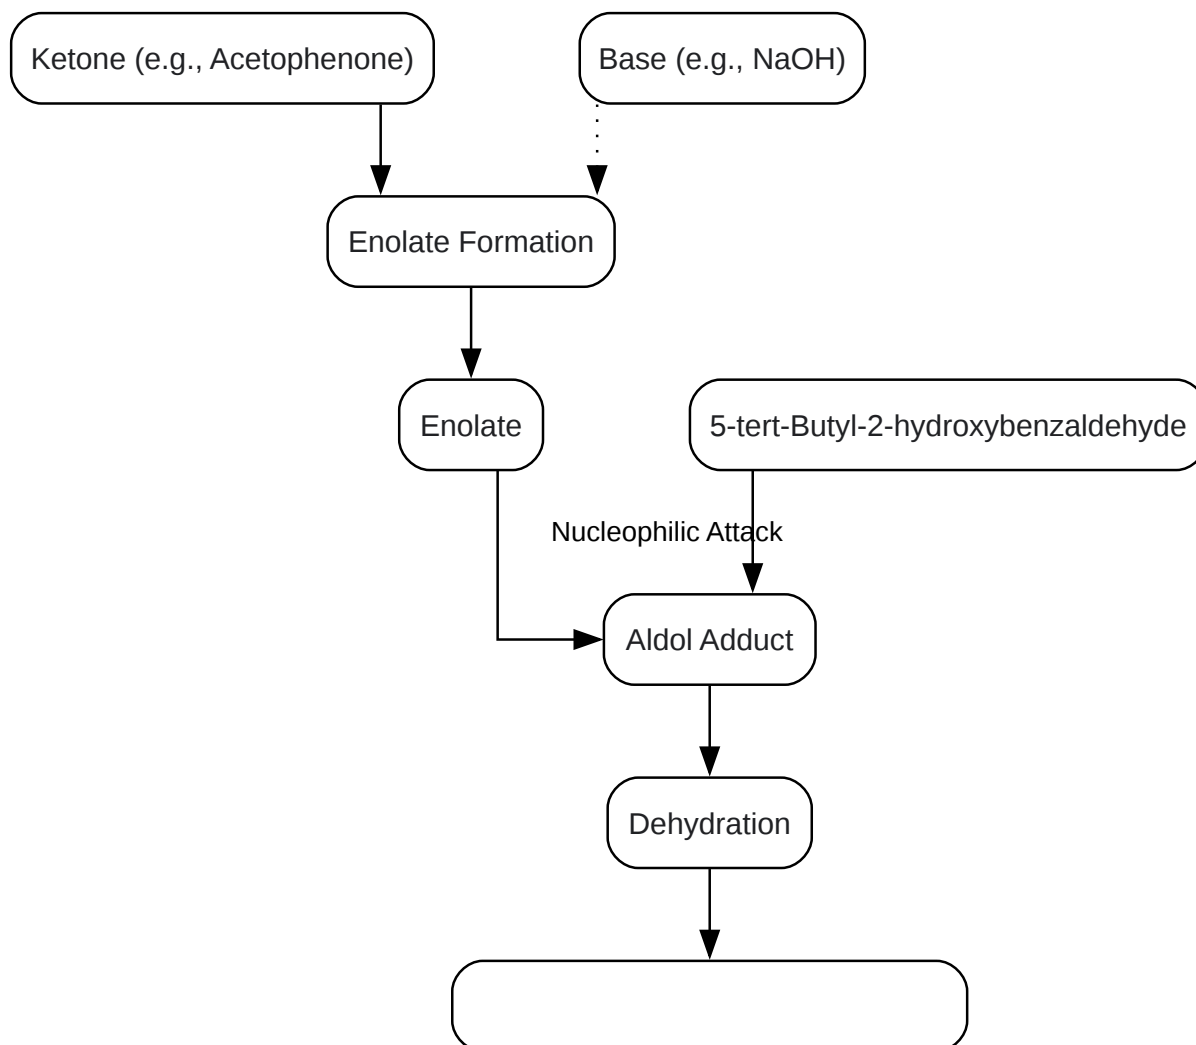 Ketone (e.g., Acetophenone)
Base (e.g., NaOH)
Enolate Formation
Enolate
5-tert-Butyl-2-hydroxybenzaldehyde
Nucleophilic Attack
Aldol Adduct
Dehydration